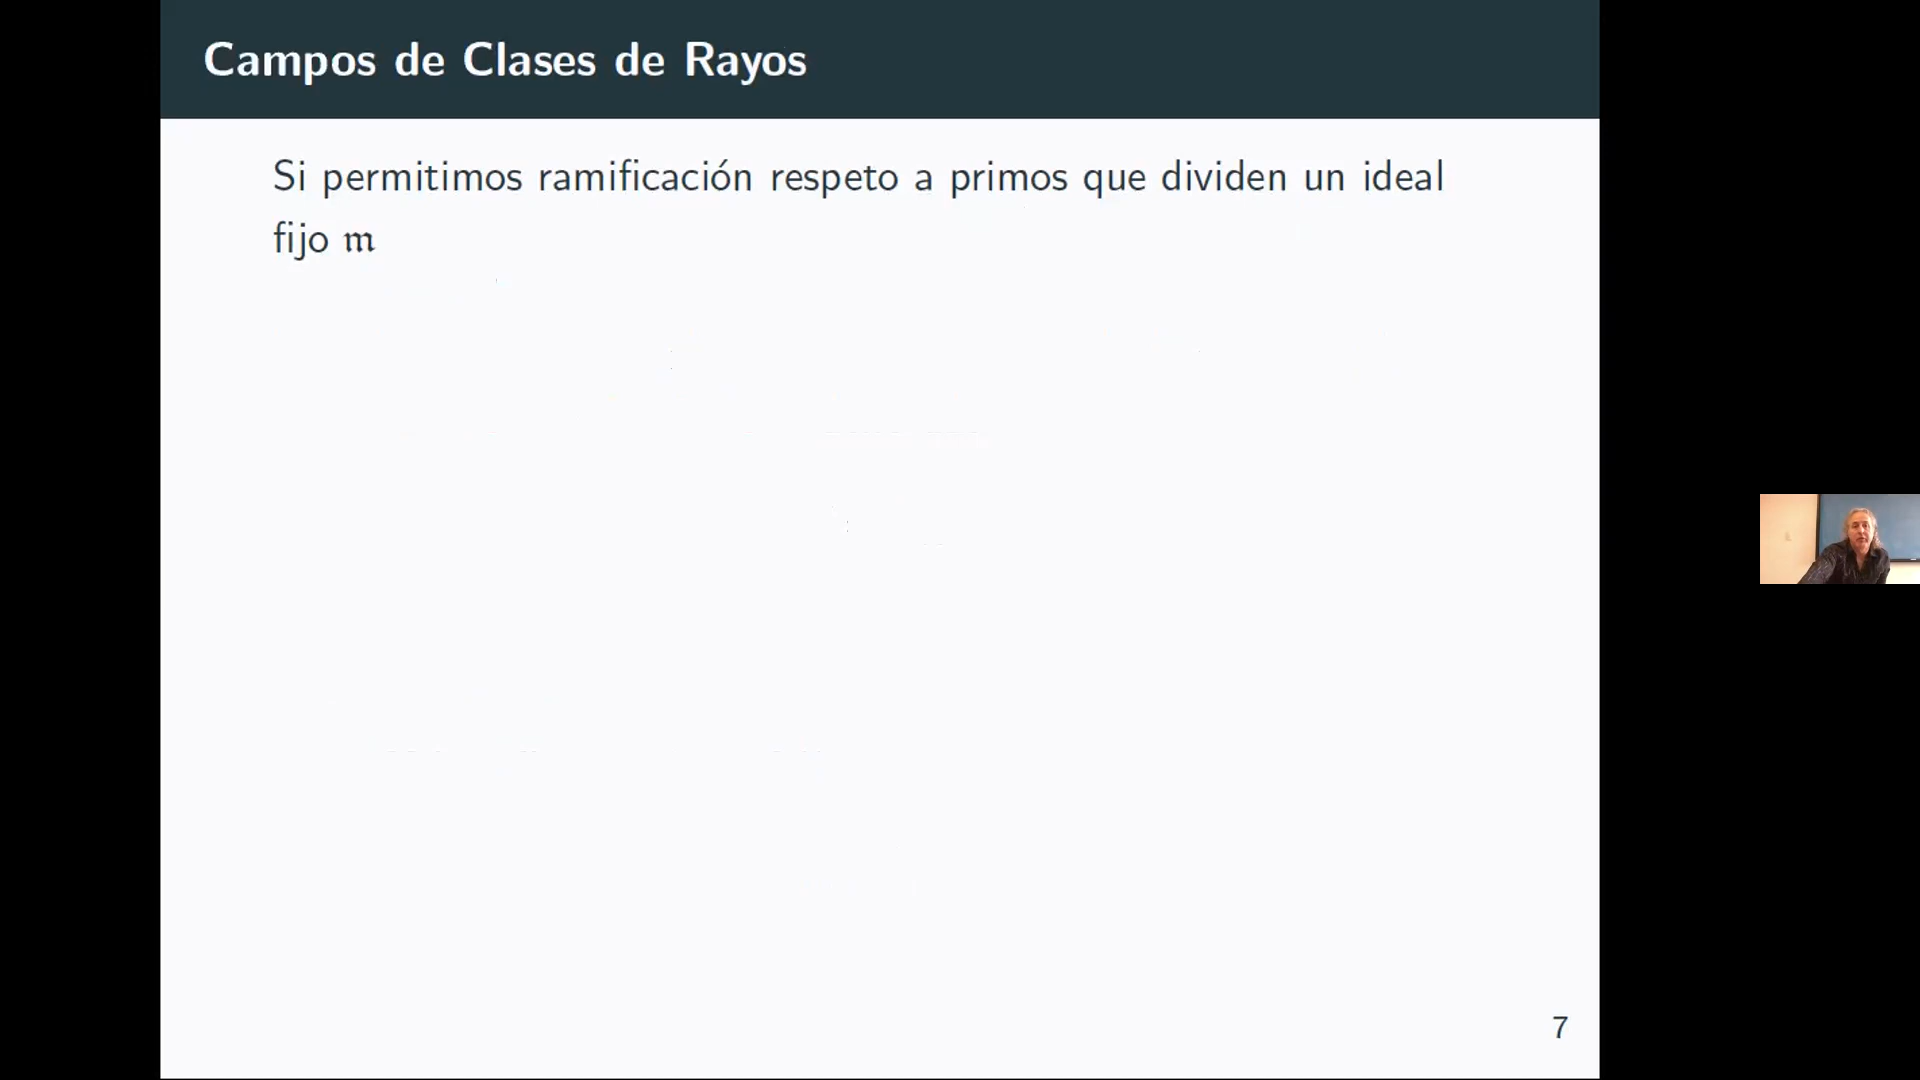 Campos de Clases de Rayos
Si permitimos ramificación respeto a primos que dividen un ideal
fijo 𝔪
7